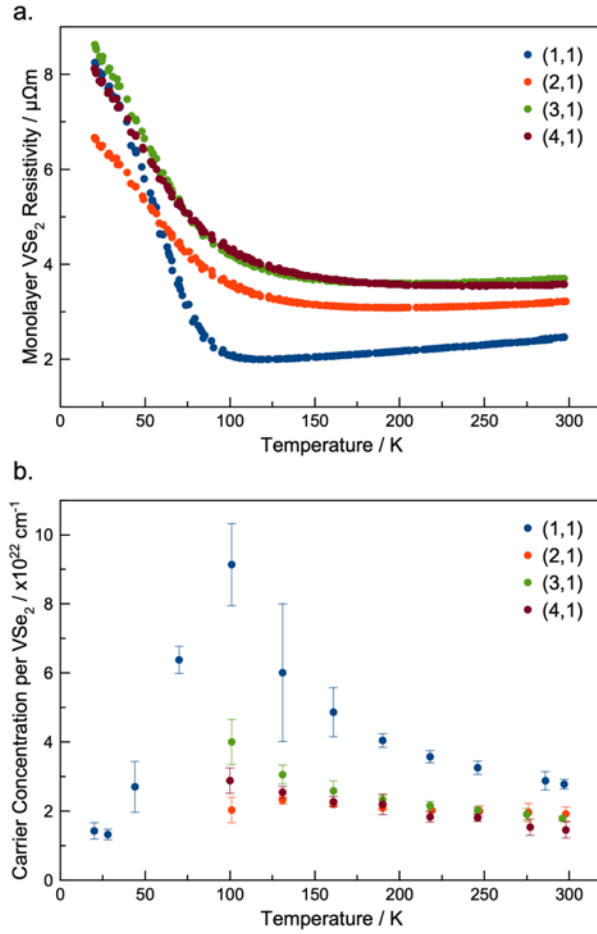 a.
Monolayer VSe₂ Resistivity / μΩm
8
6
4
2
(1,1)
(2,1)
(3,1)
(4,1)
0 50 100 150 200 250 300
Temperature / K
b.
Carrier Concentration per VSe₂ / x10²² cm⁻¹
10
8
6
4
2
0
(1,1)
(2,1)
(3,1)
(4,1)
0 50 100 150 200 250 300
Temperature / K